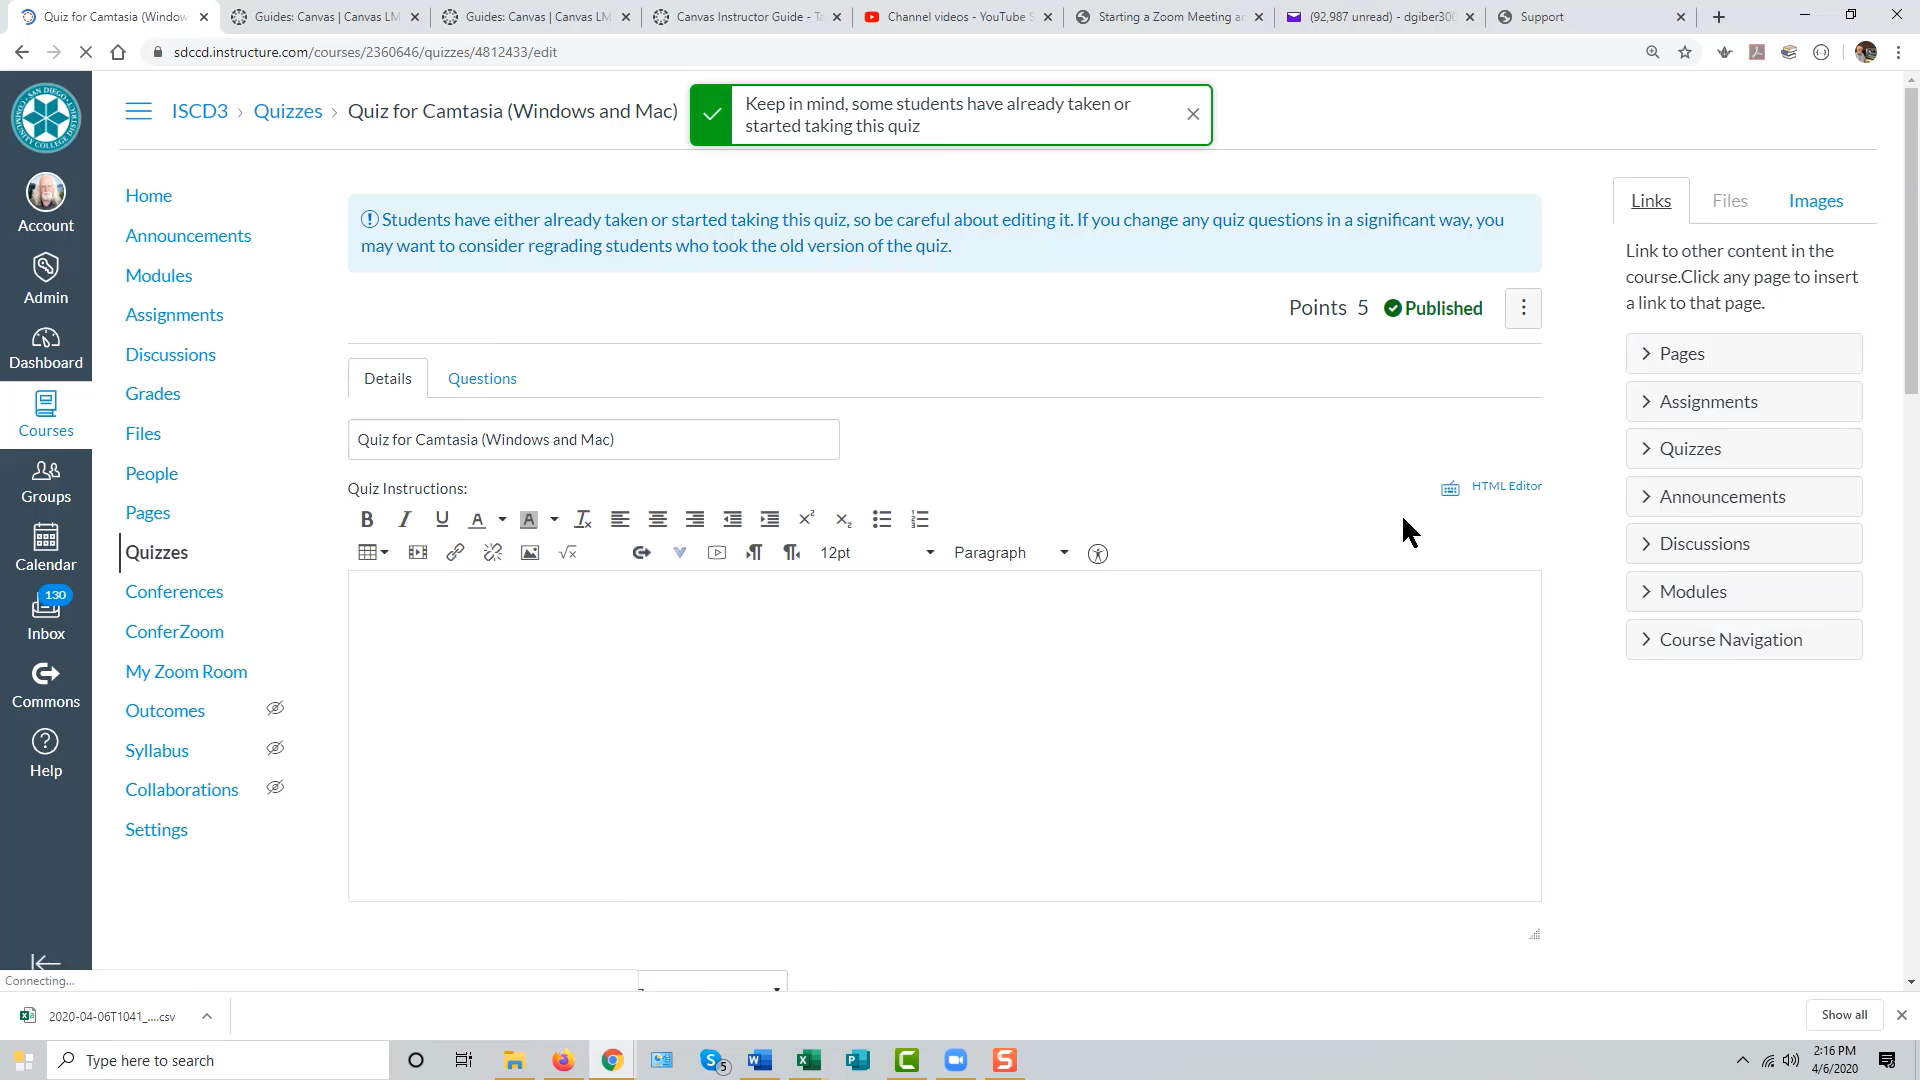 Quiz for Camtasia (Window
Guides: Canvas | Canvas LM
Guides: Canvas | Canvas LM
Canvas Instructor Guide - Ta
Channel videos - YouTube S
Starting a Zoom Meeting a
(92,987 unread) - dgiber300
Support
sdccd.instructure.com/courses/2360646/quizzes/4812433/edit
SAN DIEGO
COMMUNITY COLLEGE DISTRICT
ISCD3 › Quizzes › Quiz for Camtasia (Windows and Mac)
Keep in mind, some students have already taken or
started taking this quiz
Account
Admin
Dashboard
Courses
Groups
Calendar
130
Inbox
Commons
Help
Home
Announcements
Modules
Assignments
Discussions
Grades
Files
People
Pages
Quizzes
Conferences
ConferZoom
My Zoom Room
Outcomes
Syllabus
Collaborations
Settings
Students have either already taken or started taking this quiz, so be careful about editing it. If you change any quiz questions in a significant way, you
may want to consider regrading students who took the old version of the quiz.
Points 5 Published
Details Questions
Quiz for Camtasia (Windows and Mac)
Quiz Instructions:
HTML Editor
12pt Paragraph
Links Files Images
Link to other content in the
course.Click any page to insert
a link to that page.
Pages
Assignments
Quizzes
Announcements
Discussions
Modules
Course Navigation
Connecting...
2020-04-06T1041_....csv
Show all
Type here to search
5
2:16 PM
4/6/2020